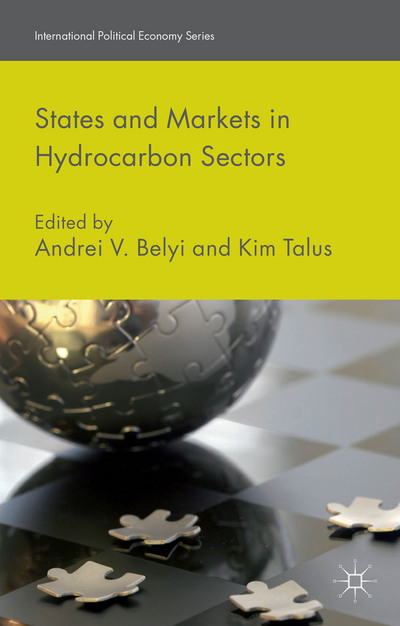 International Political Economy Series
States and Markets in
Hydrocarbon Sectors
Edited by
Andrei V. Belyi and Kim Talus